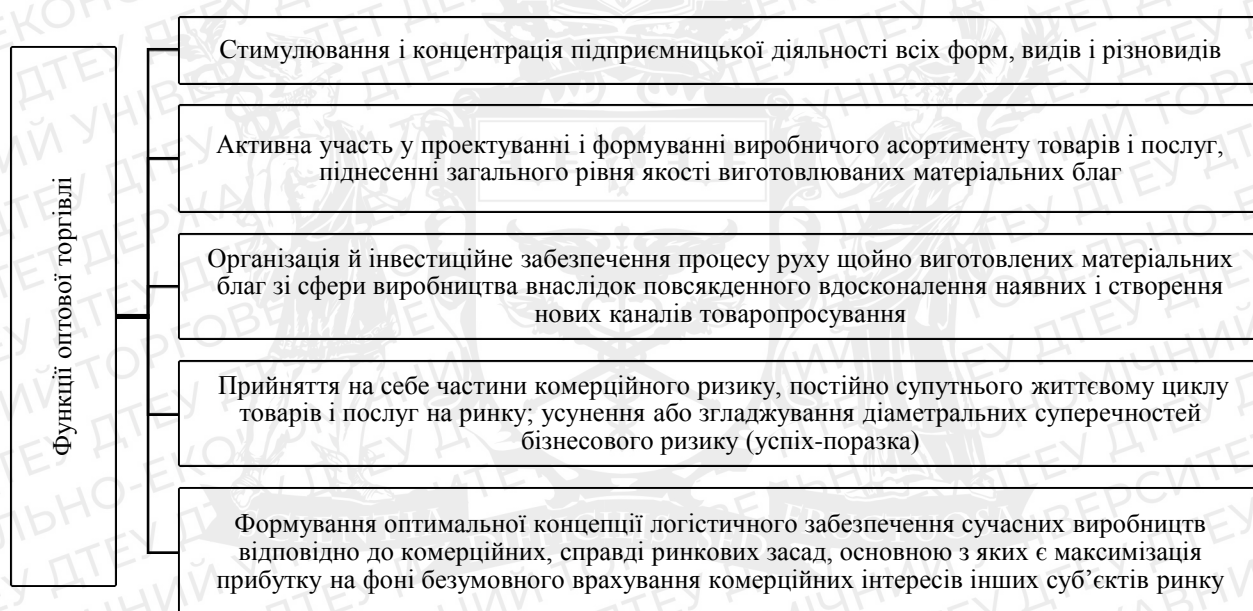 Функції оптової торгівлі
Стимулювання і концентрація підприємницької діяльності всіх форм, видів і різновидів
Активна участь у проектуванні і формуванні виробничого асортименту товарів і послуг,
піднесенні загального рівня якості виготовлюваних матеріальних благ
Організація й інвестиційне забезпечення процесу руху щойно виготовлених матеріальних
благ зі сфери виробництва внаслідок повсякденного вдосконалення наявних і створення
нових каналів товаропросування
Прийняття на себе частини комерційного ризику, постійно супутнього життєвому циклу
товарів і послуг на ринку; усунення або згладжування діаметральних суперечностей
бізнесового ризику (успіх-поразка)
Формування оптимальної концепції логістичного забезпечення сучасних виробництв
відповідно до комерційних, справді ринкових засад, основною з яких є максимізація
прибутку на фоні безумовного врахування комерційних інтересів інших суб’єктів ринку